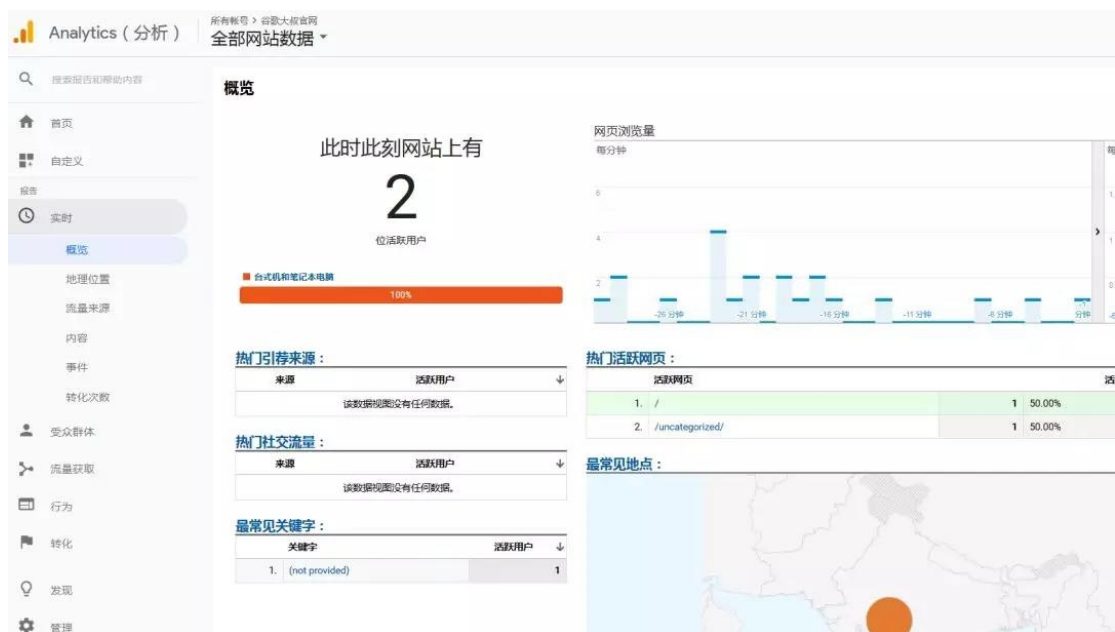 Analytics（分析）
所有帐号 > 谷歌大叔官网
全部网站数据
搜索报告和帮助内容
首页
自定义
报告
实时
概览
地理位置
流量来源
内容
事件
转化次数
受众群体
流量获取
行为
转化
发现
管理
概览
此时此刻网站上有
2
位活跃用户
台式机和笔记本电脑
100%
网页浏览量
每分钟
6
4
2
-26 分钟
-21 分钟
-16 分钟
-11 分钟
-6 分钟
分钟
热门引荐来源：
来源 活跃用户
该数据视图没有任何数据。
热门社交流量：
来源 活跃用户
该数据视图没有任何数据。
最常见关键字：
关键字 活跃用户
1. (not provided) 1
热门活跃网页：
活跃网页
1. / 1 50.00%
2. /uncategorized/ 1 50.00%
最常见地点：